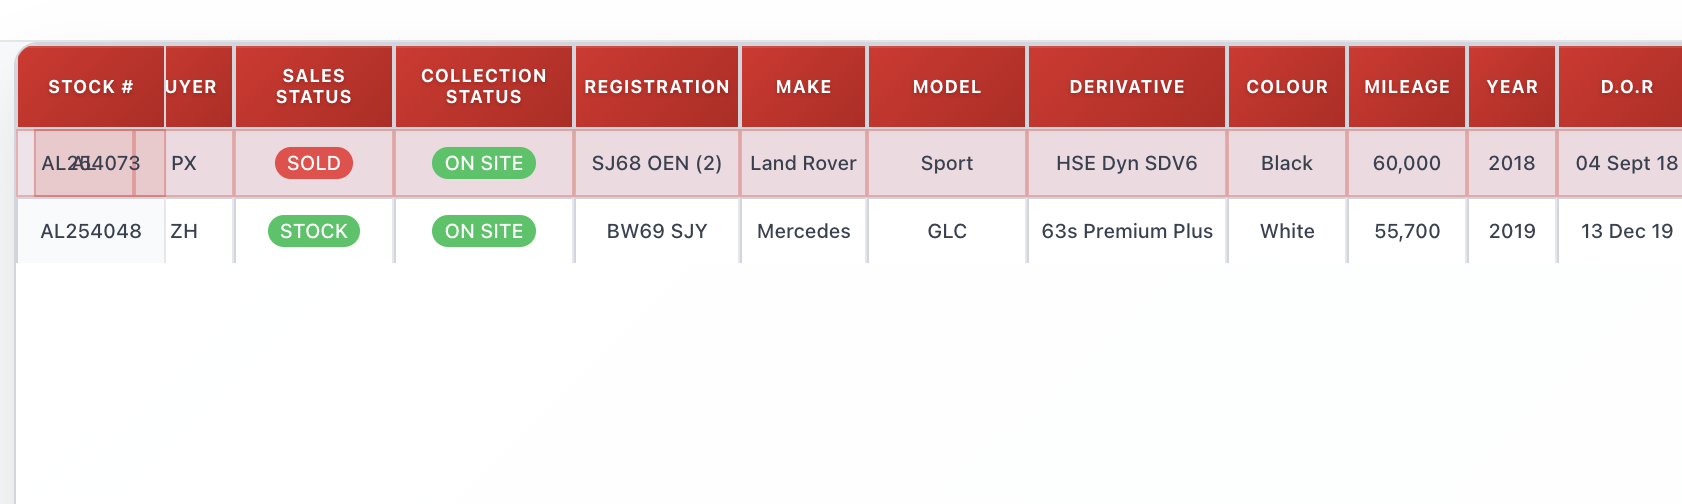 STOCK # UYER SALES STATUS COLLECTION STATUS REGISTRATION MAKE MODEL DERIVATIVE COLOUR MILEAGE YEAR D.O.R
PX SOLD ON SITE SJ68 OEN (2) Land Rover Sport HSE Dyn SDV6 Black 60,000 2018 04 Sept 18
AL254048 ZH STOCK ON SITE BW69 SJY Mercedes GLC 63s Premium Plus White 55,700 2019 13 Dec 19